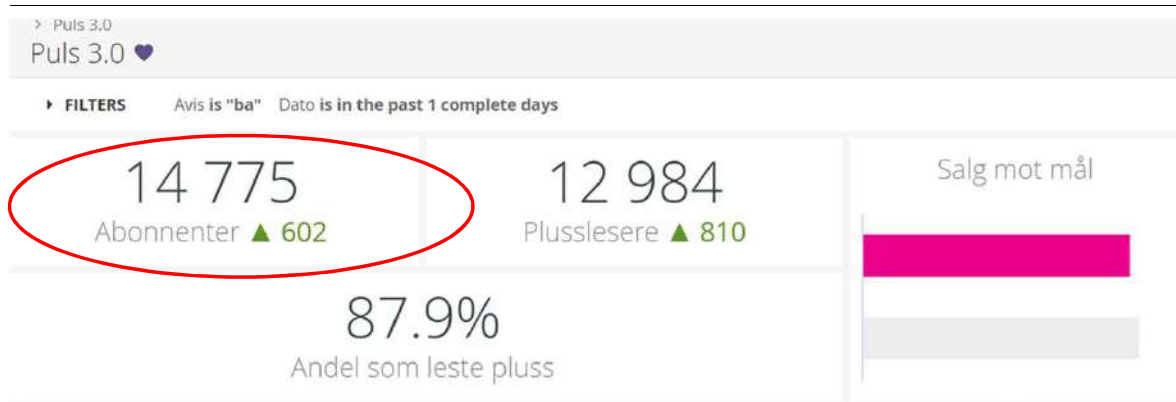 > Puls 3.0
Puls 3.0
FILTERS Avis is "ba" Dato is in the past 1 complete days
14 775
Abonnenter ▲ 602
12 984
Plusslesere ▲ 810
Salg mot mål
87.9%
Andel som leste pluss